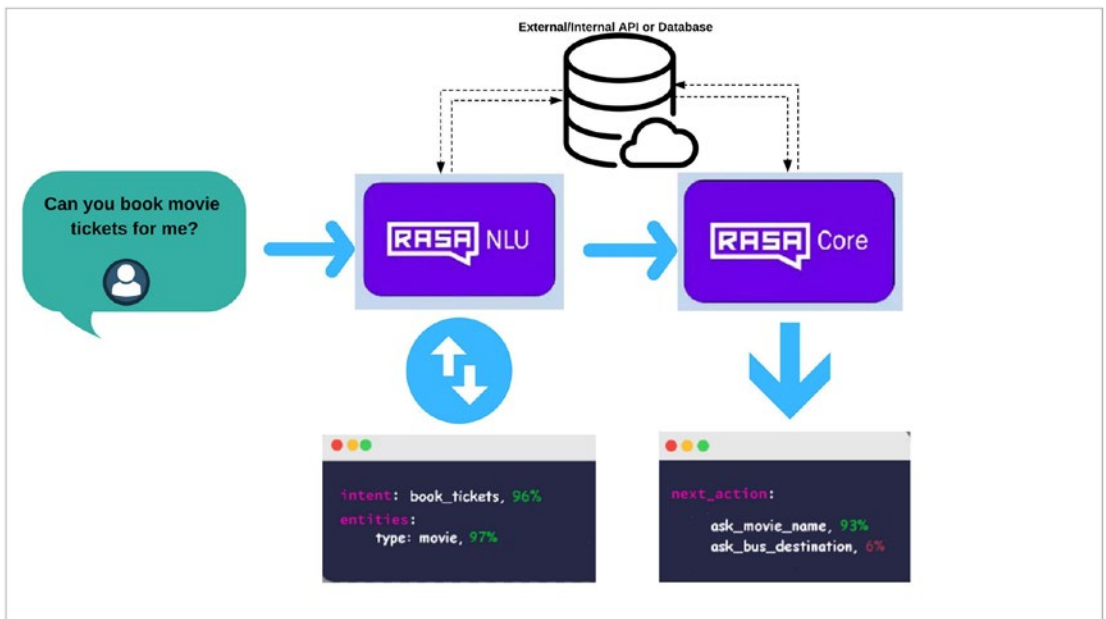 External/Internal API or Database
Can you book movie
tickets for me?
RASA NLU
RASA Core
intent: book_tickets, 96%
entities:
type: movie, 97%
next_action:
ask_movie_name, 93%
ask_bus_destination, 6%